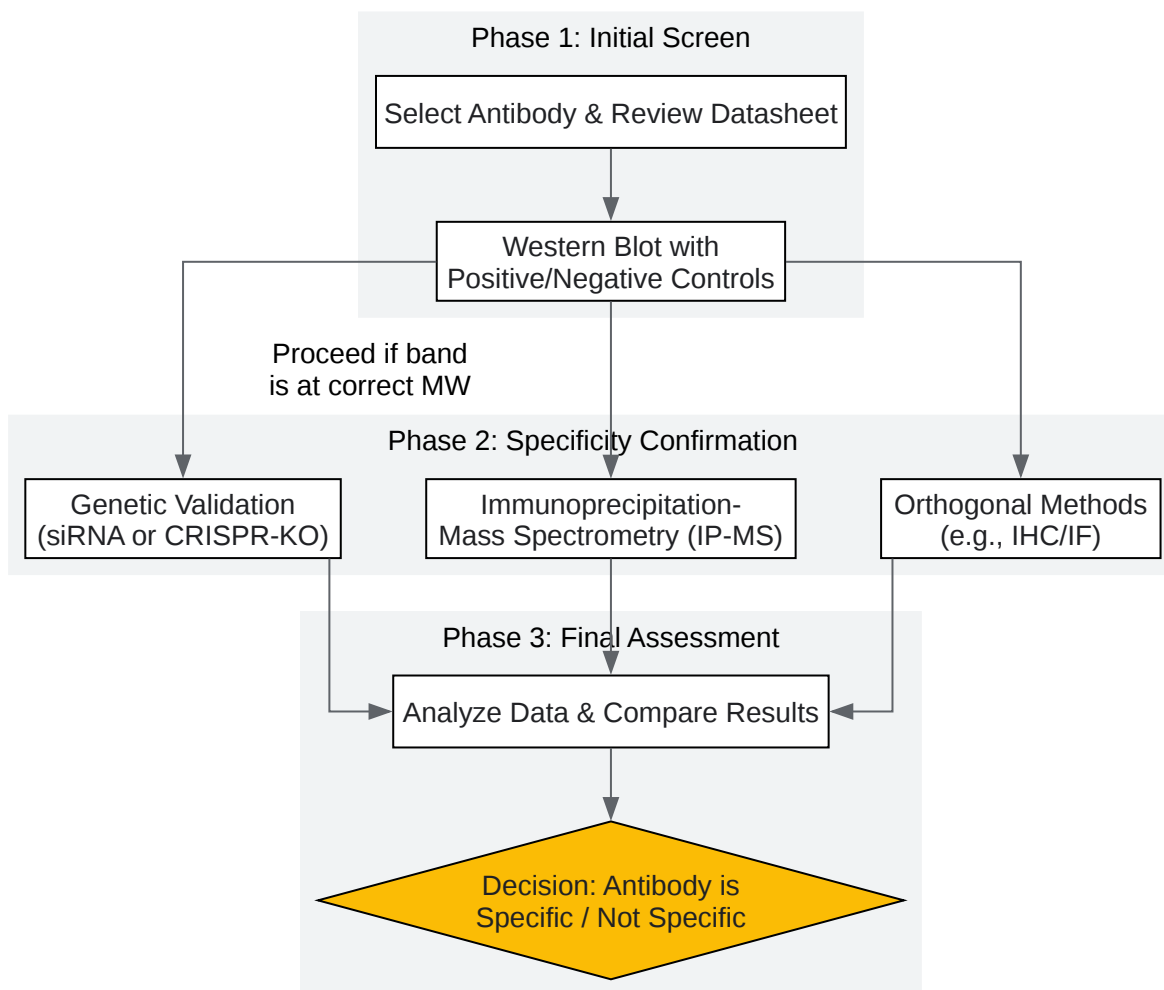 Phase 1: Initial Screen
Select Antibody & Review Datasheet
Western Blot with
Positive/Negative Controls
Proceed if band
is at correct MW
Phase 2: Specificity Confirmation
Genetic Validation
(siRNA or CRISPR-KO)
Immunoprecipitation-
Mass Spectrometry (IP-MS)
Orthogonal Methods
(e.g., IHC/IF)
Phase 3: Final Assessment
Analyze Data & Compare Results
Decision: Antibody is
Specific / Not Specific